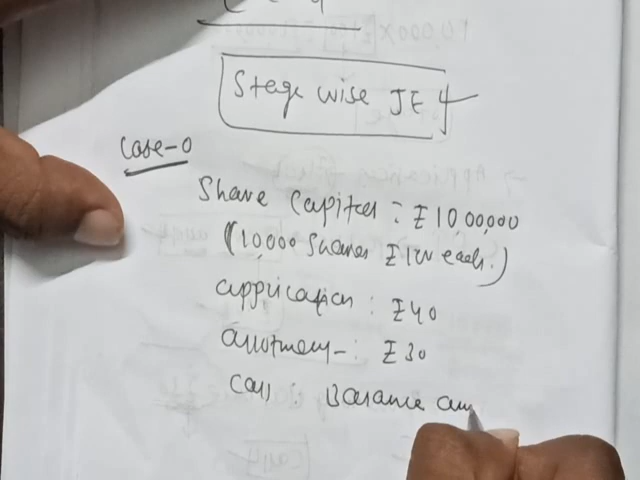 Stage wise JE
Case-0
Share Capital : ₹10,00,000
(10,000 Shares ₹100 each.)
application : ₹40
allotment- : ₹30
Call : Balance am